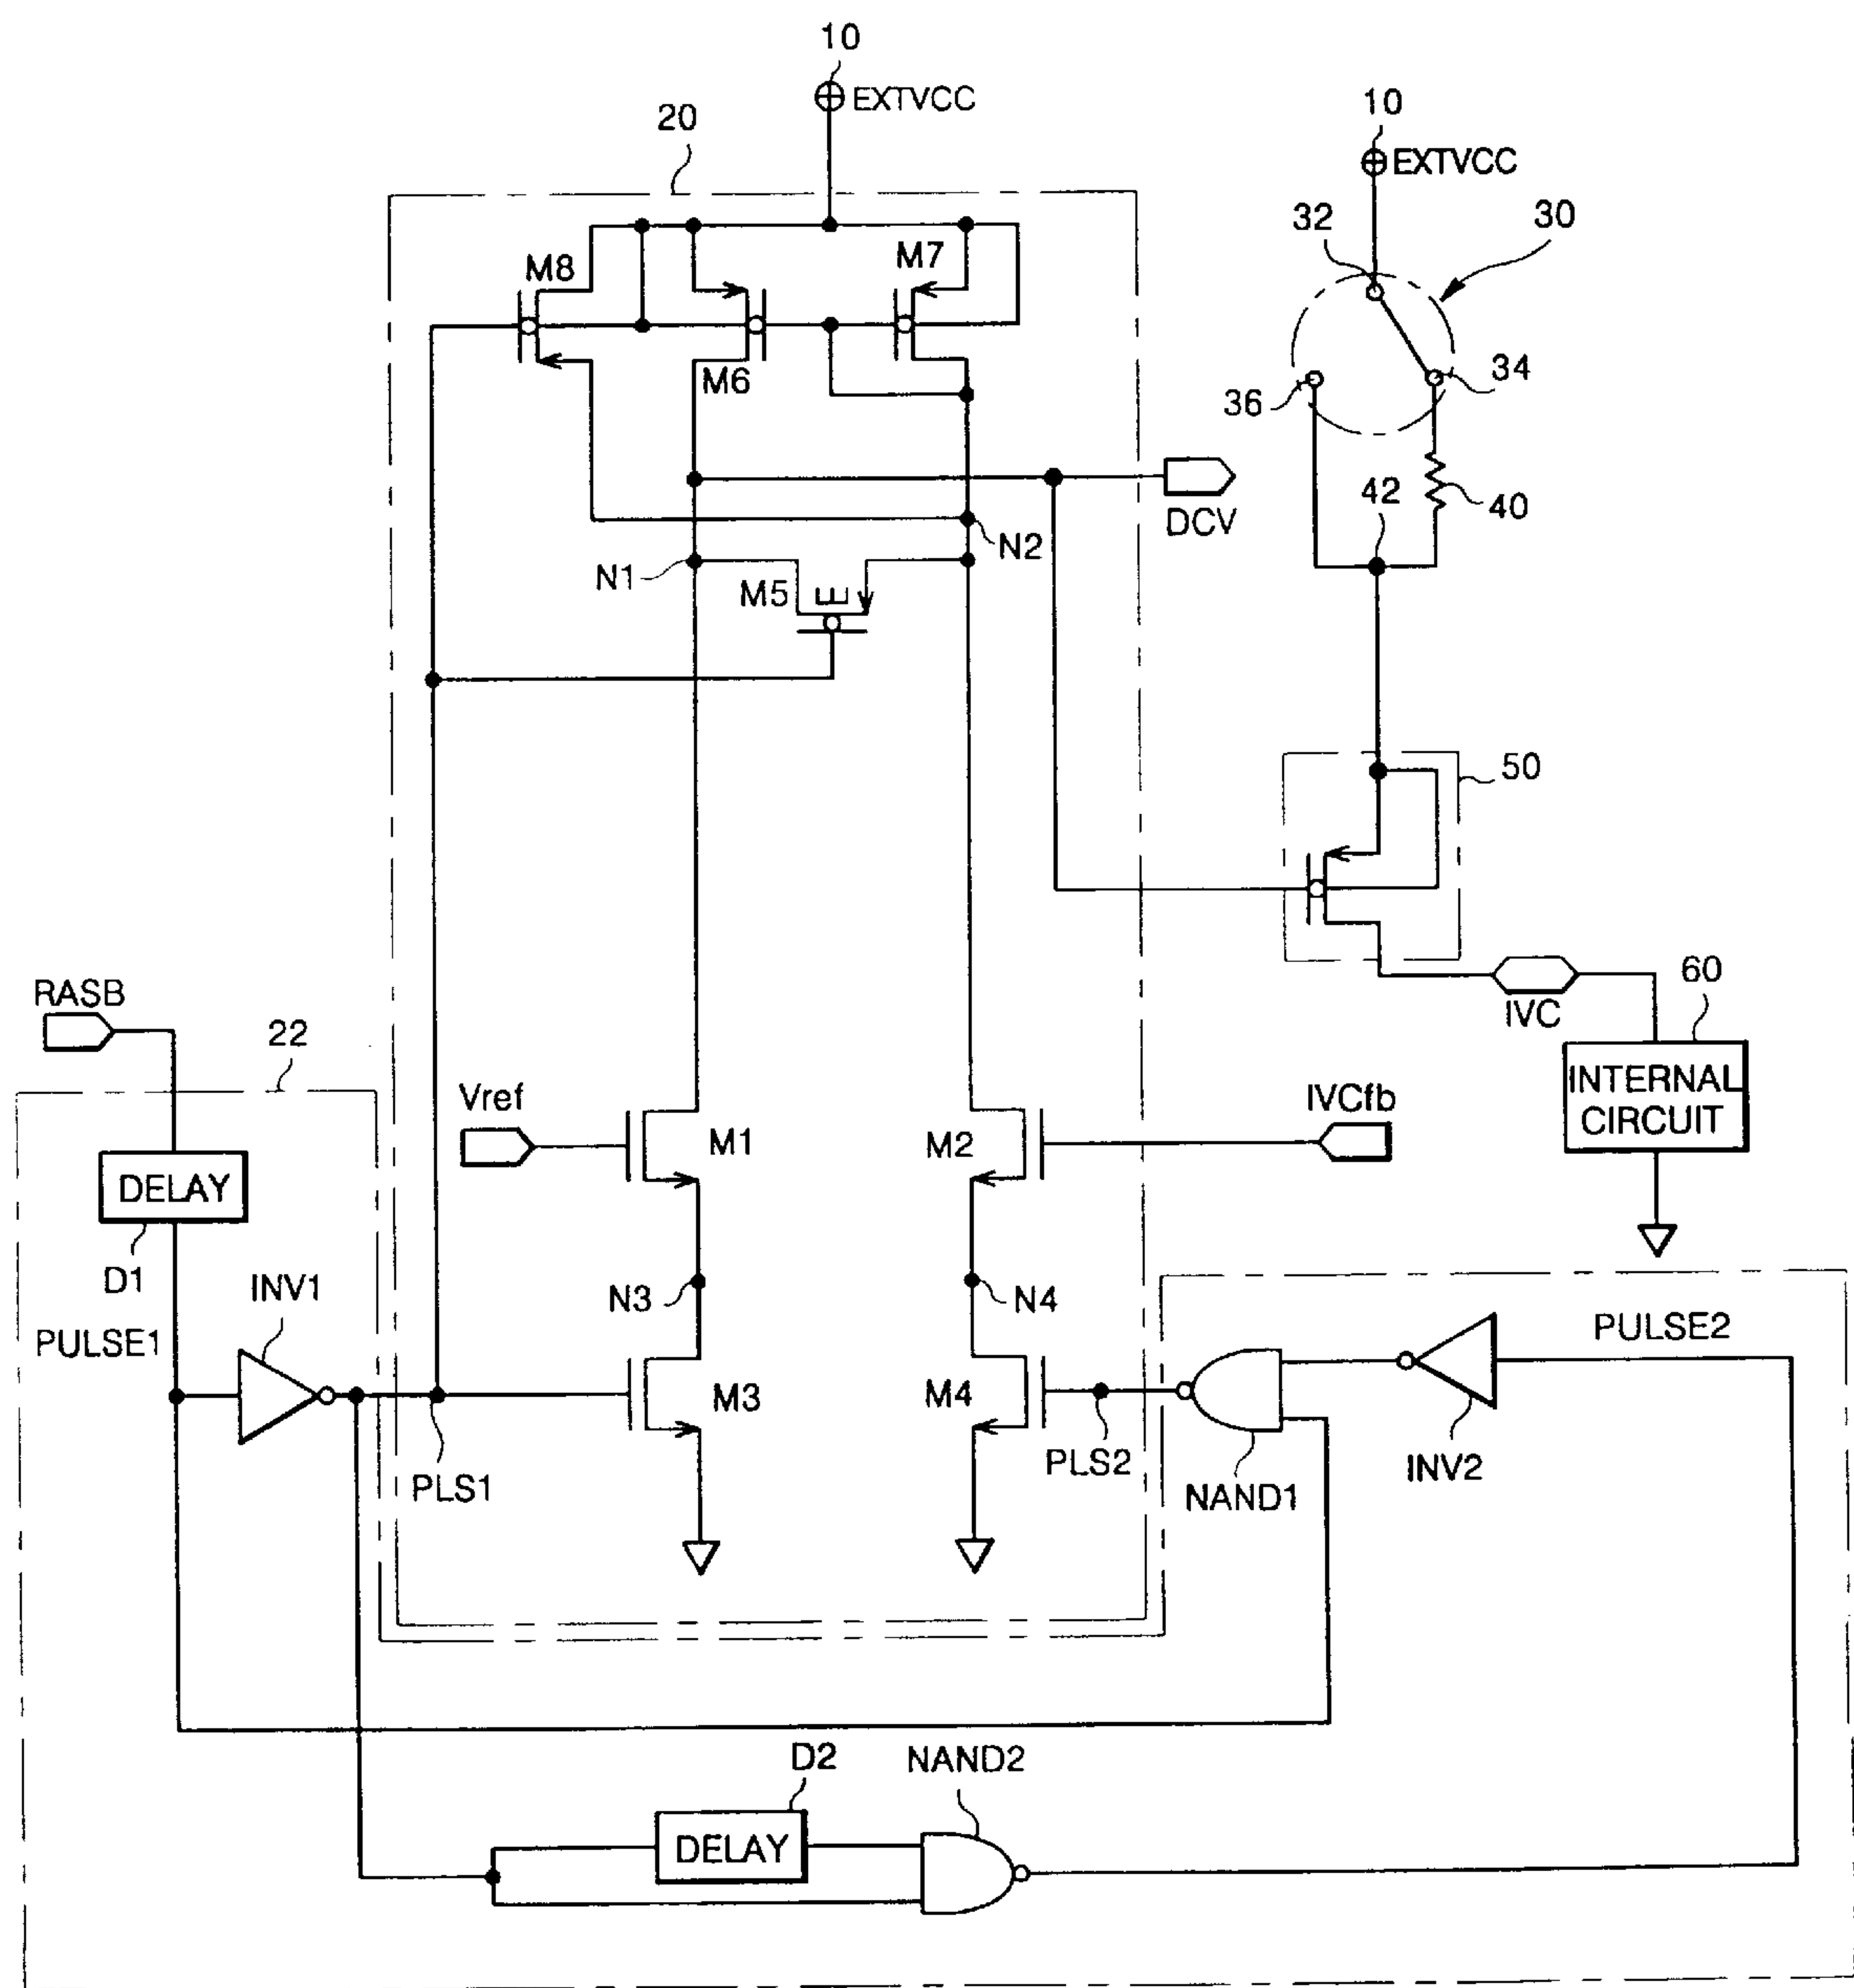 10
EXTVCC
20
10
EXTVCC
32
30
M8
M7
M6
36
34
42
40
DCV
N2
N1
M5
50
RASB
22
IVC
60
INTERNAL
CIRCUIT
Vref
M1
M2
IVCfb
DELAY
D1
INV1
N3
N4
PULSE1
PULSE2
M3
M4
PLS1
PLS2
NAND1
INV2
D2
NAND2
DELAY